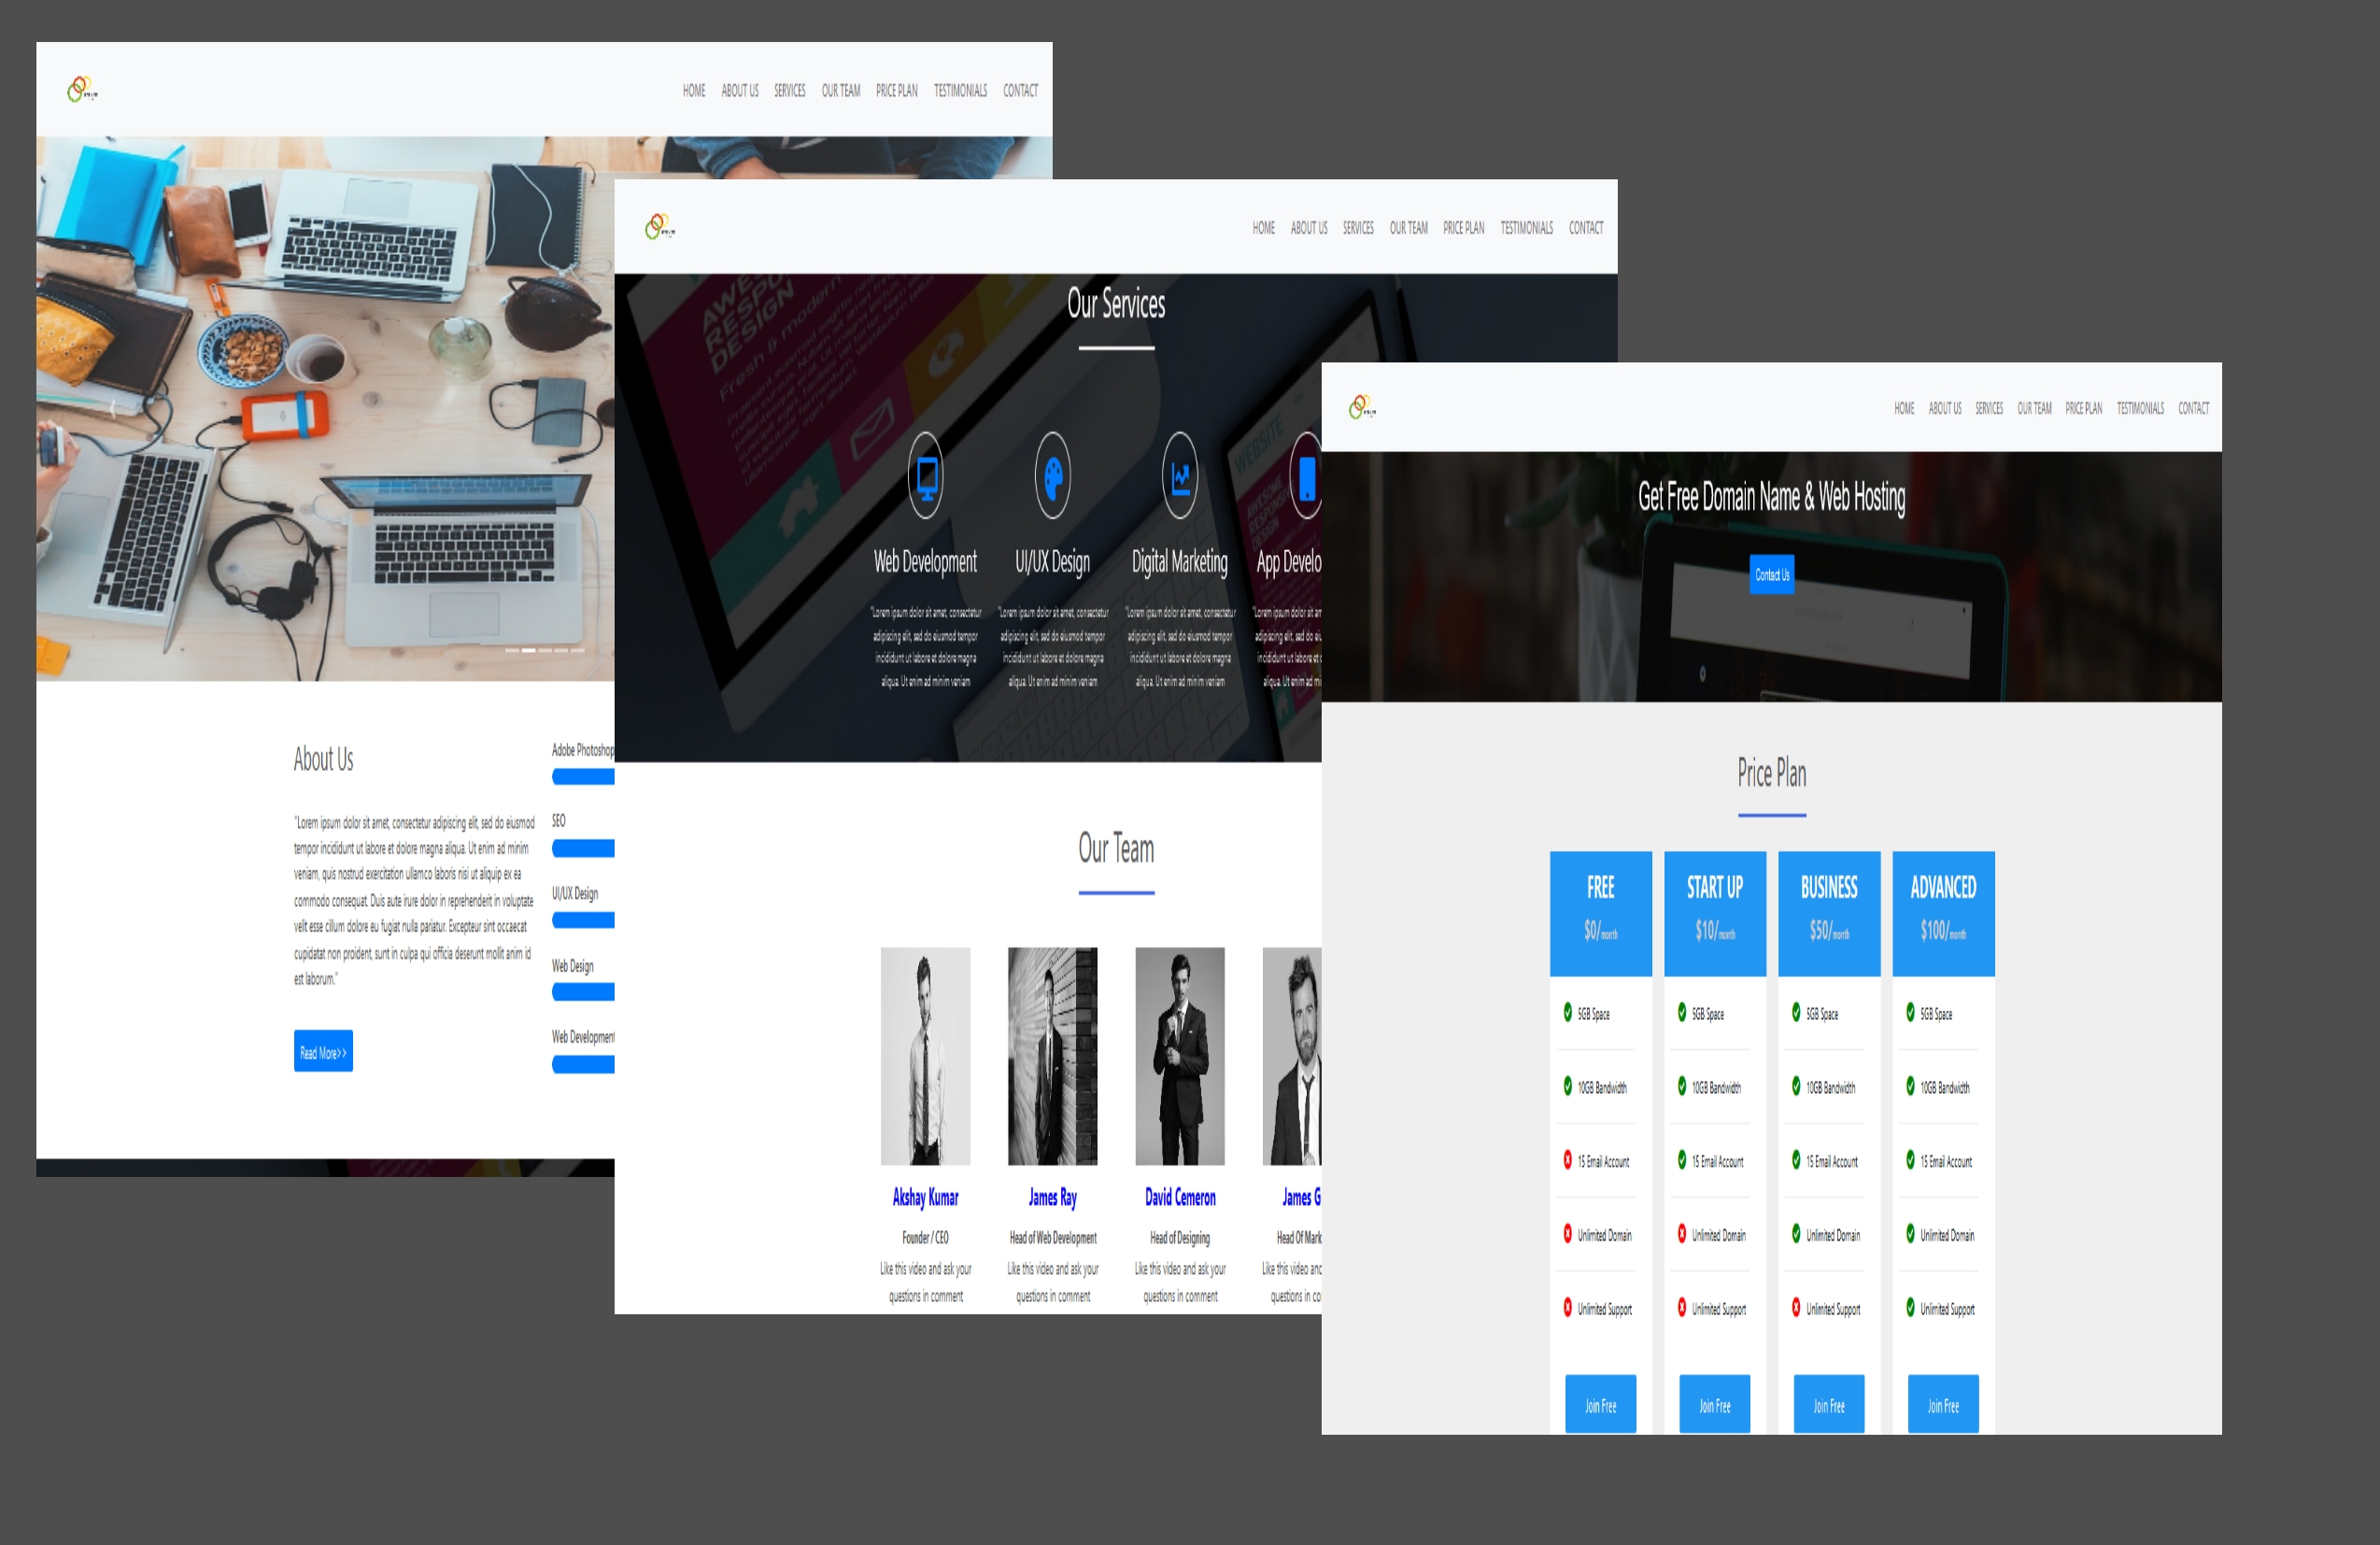 HOME ABOUT US SERVICES OUR TEAM PRICE PLAN TESTIMONIALS CONTACT
About Us
"Lorem ipsum dolor sit amet, consectetur adipiscing elit, sed do eiusmod
tempor incididunt ut labore et dolore magna aliqua. Ut enim ad minim
veniam, quis nostrud exercitation ullamco laboris nisi ut aliquip ex ea
commodo consequat. Duis aute irure dolor in reprehenderit in voluptate
velit esse cillum dolore eu fugiat nulla pariatur. Excepteur sint occaecat
cupidatat non proident, sunt in culpa qui officia deserunt mollit anim id
est laborum."
Read More>>
Adobe Photoshop
SEO
UI/UX Design
Web Design
Web Development
HOME ABOUT US SERVICES OUR TEAM PRICE PLAN TESTIMONIALS CONTACT
Our Services
Web Development
"Lorem ipsum dolor sit amet, consectetur
adipiscing elit, sed do eiusmod tempor
incididunt ut labore et dolore magna
aliqua. Ut enim ad minim veniam
UI/UX Design
"Lorem ipsum dolor sit amet, consectetur
adipiscing elit, sed do eiusmod tempor
incididunt ut labore et dolore magna
aliqua. Ut enim ad minim veniam
Digital Marketing
"Lorem ipsum dolor sit amet, consectetur
adipiscing elit, sed do eiusmod tempor
incididunt ut labore et dolore magna
aliqua. Ut enim ad minim veniam
App Develo
"Lorem ipsum dolor sit
adipiscing elit, sed do
incididunt ut labore et
aliqua. Ut enim ad
AWESOME
RESPONSIVE
DESIGN
Fresh & modern
WEBSITE
AWESOME
RESPONSIVE
DESIGN
Our Team
Akshay Kumar
Founder / CEO
Like this video and ask your
questions in comment
James Ray
Head of Web Development
Like this video and ask your
questions in comment
David Cemeron
Head of Designing
Like this video and ask your
questions in comment
James G
Head Of Mark
Like this video and
questions in co
HOME ABOUT US SERVICES OUR TEAM PRICE PLAN TESTIMONIALS CONTACT
Get Free Domain Name & Web Hosting
Contact Us
Price Plan
FREE
$0/month
5GB Space
10GB Bandwidth
15 Email Account
Unlimited Domain
Unlimited Support
Join Free
START UP
$10/month
5GB Space
10GB Bandwidth
15 Email Account
Unlimited Domain
Unlimited Support
Join Free
BUSINESS
$50/month
5GB Space
10GB Bandwidth
15 Email Account
Unlimited Domain
Unlimited Support
Join Free
ADVANCED
$100/month
5GB Space
10GB Bandwidth
15 Email Account
Unlimited Domain
Unlimited Support
Join Free